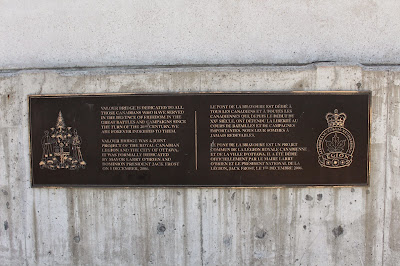 VALOUR BRIDGE IS DEDICATED TO ALL
THOSE CANADIANS WHO HAVE SERVED
IN THE DEFENCE OF FREEDOM IN THE
GREAT BATTLES AND CAMPAIGNS SINCE
THE TURN OF THE 20TH CENTURY. WE
ARE FOREVER INDEBTED TO THEM.
VALOUR BRIDGE WAS A JOINT
PROJECT OF THE ROYAL CANADIAN
LEGION AND THE CITY OF OTTAWA.
IT WAS FORMALLY DEDICATED
BY MAYOR LARRY O'BRIEN AND
DOMINION PRESIDENT JACK FROST
ON 1 DECEMBER, 2006.
LE PONT DE LA BRAVOURE EST DÉDIÉ À
TOUS LES CANADIENS ET À TOUTES LES
CANADIENNES QUI, DEPUIS LE DÉBUT DU
XXE SIÈCLE, ONT DÉFENDU LA LIBERTÉ AU
COURS DE BATAILLES ET DE CAMPAGNES
IMPORTANTES. NOUS LEUR SOMMES À
JAMAIS REDEVABLES.
LE PONT DE LA BRAVOURE EST UN PROJET
COMMUN DE LA LÉGION ROYALE CANADIENNE
ET DE LA VILLE D'OTTAWA. IL A ÉTÉ DÉDIÉ
OFFICIELLEMENT PAR LE MAIRE LARRY
O'BRIEN ET LE PRÉSIDENT NATIONAL DE LA
LÉGION, JACK FROST, LE 1ER DÉCEMBRE 2006.
LEGION